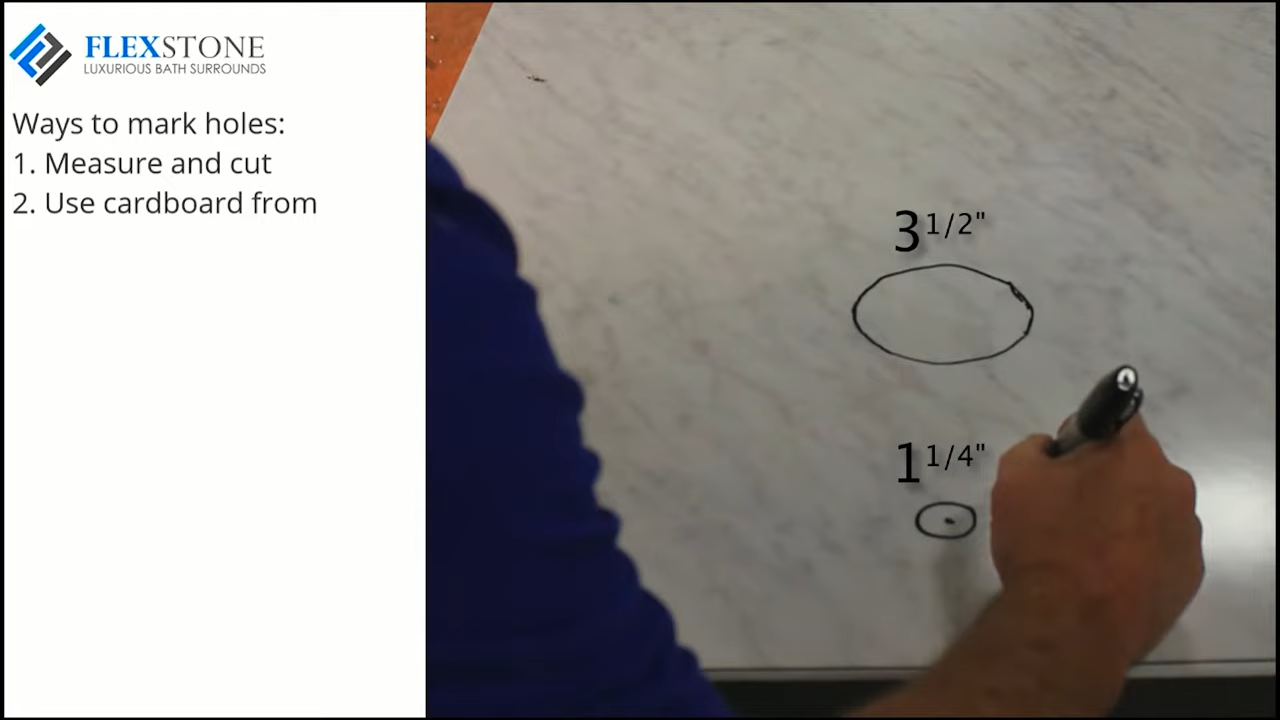 FLEXSTONE
LUXURIOUS BATH SURROUNDS
Ways to mark holes:
1. Measure and cut
2. Use cardboard from
3 1/2"
1 1/4"